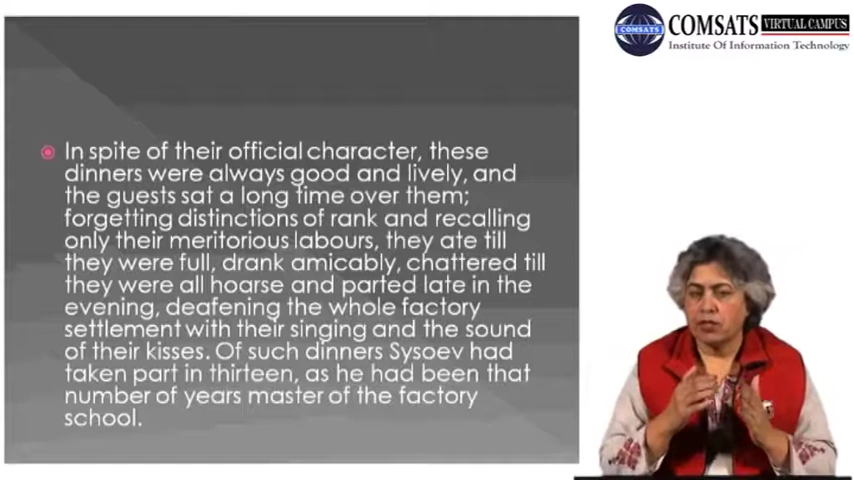 COMSATS
COMSATS VIRTUAL CAMPUS
Institute Of Information Technology
In spite of their official character, these
dinners were always good and lively, and
the guests sat a long time over them;
forgetting distinctions of rank and recalling
only their meritorious labours, they ate till
they were full, drank amicably, chattered till
they were all hoarse and parted late in the
evening, deafening the whole factory
settlement with their singing and the sound
of their kisses. Of such dinners Sysoev had
taken part in thirteen, as he had been that
number of years master of the factory
school.